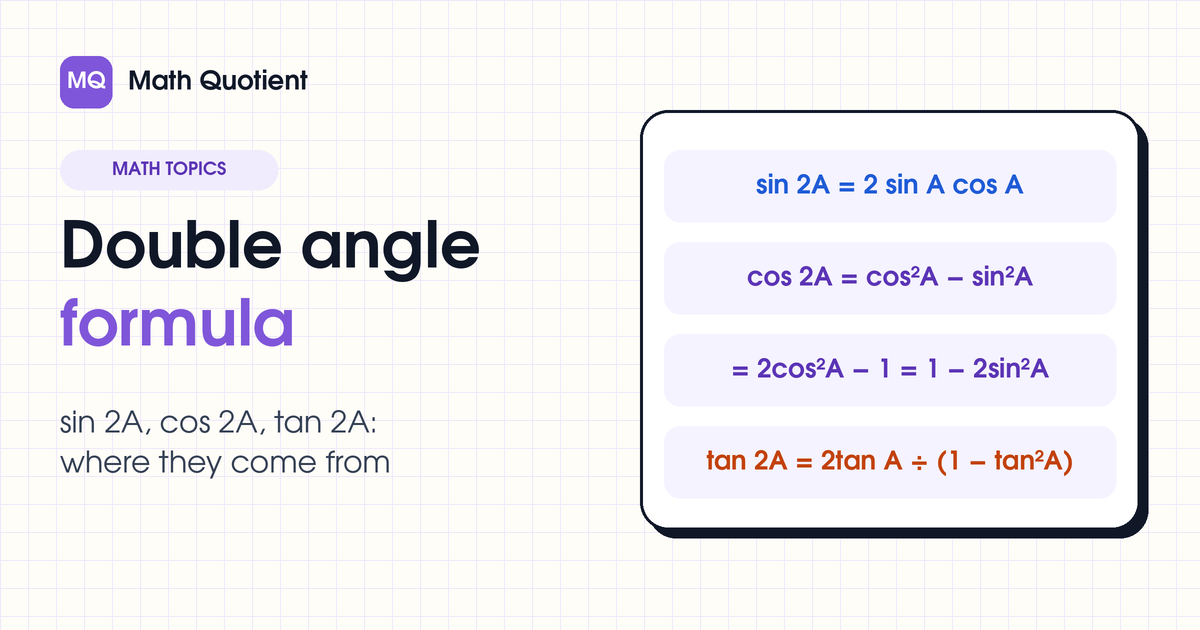 MQ Math Quotient
MATH TOPICS
Double angle
formula
sin 2A, cos 2A, tan 2A:
where they come from
sin 2A = 2 sin A cos A
cos 2A = cos²A − sin²A
= 2cos²A − 1 = 1 − 2sin²A
tan 2A = 2tan A ÷ (1 − tan²A)